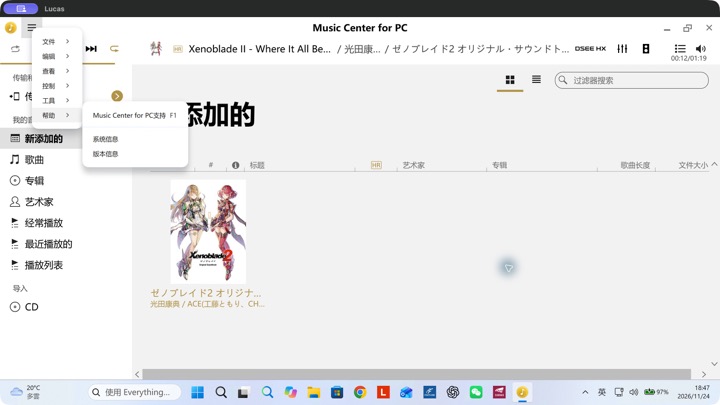 Lucas
Music Center for PC
文件
编辑
查看
控制
工具
帮助
Music Center for PC支持 F1
系统信息
版本信息
HR Xenoblade II - Where It All Be... / 光田康... / ゼノブレイド2 オリジナル・サウンドト...
DSEE HX
00:12/01:19
传输和
传
我的音
新添加的
歌曲
专辑
艺术家
经常播放
最近播放的
播放列表
导入
CD
添加的
过滤器搜索
# 标题 HR 艺术家 专辑 歌曲长度 文件大小
Xenoblade2
ゼノブレイド2 オリジナ...
光田康典 / ACE(工藤ともり、CH...
20°C
多云
使用 Everything...
英
97%
18:47
2026/11/24